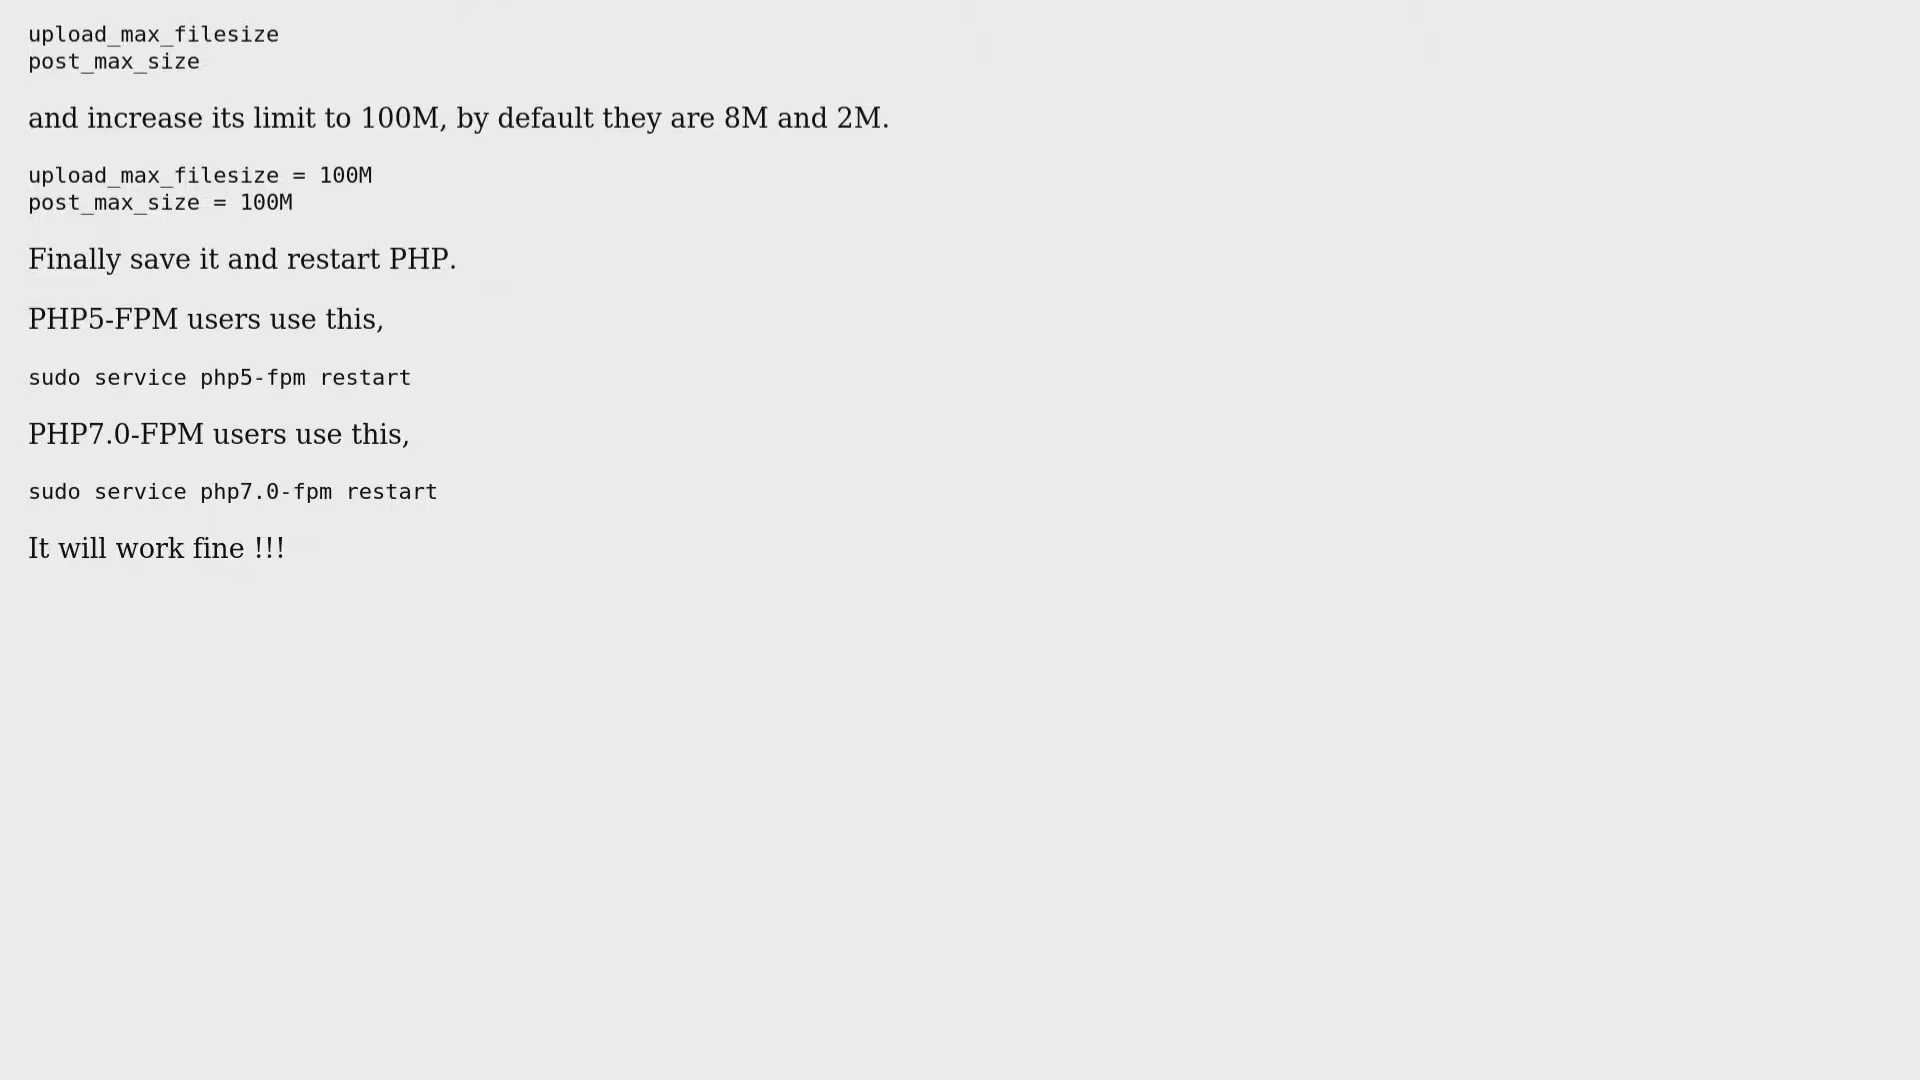 upload_max_filesize
post_max_size
and increase its limit to 100M, by default they are 8M and 2M.
upload_max_filesize = 100M
post_max_size = 100M
Finally save it and restart PHP.
PHP5-FPM users use this,
sudo service php5-fpm restart
PHP7.0-FPM users use this,
sudo service php7.0-fpm restart
It will work fine !!!